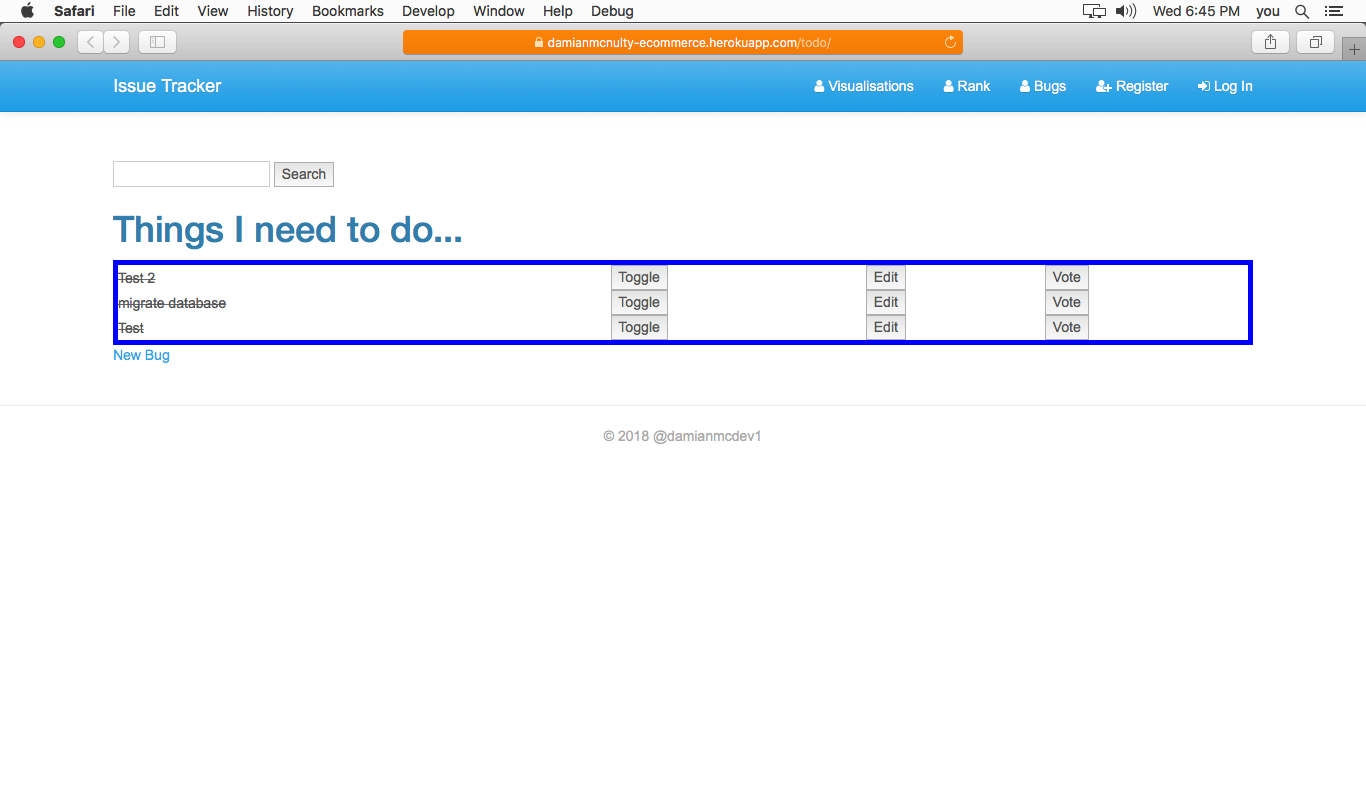 Safari File Edit View History Bookmarks Develop Window Help Debug Wed 6:45 PM you
damianmcnulty-ecommerce.herokuapp.com/todo/
Issue Tracker Visualisations Rank Bugs Register Log In
Search
Things I need to do...
Test 2 Toggle Edit Vote
migrate database Toggle Edit Vote
Test Toggle Edit Vote
New Bug
© 2018 @damianmcdev1